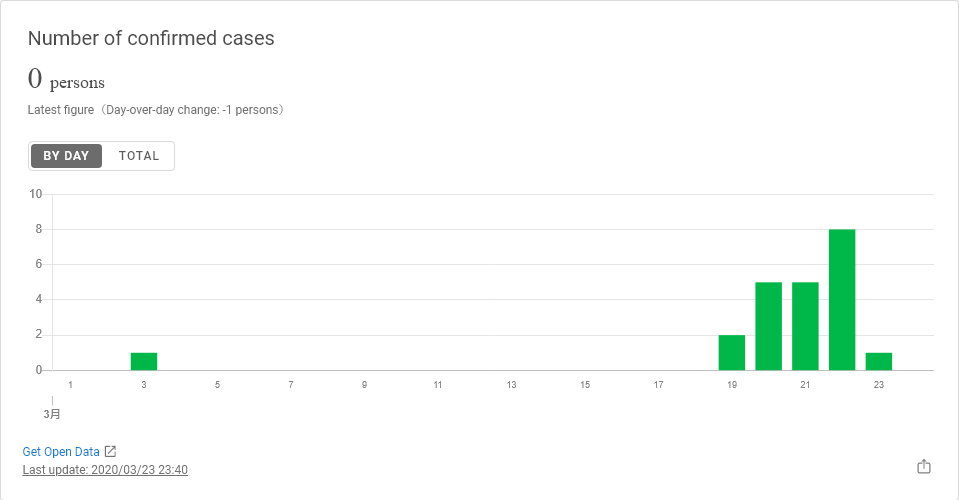 Number of confirmed cases
0 persons
Latest figure（Day-over-day change: -1 persons）
BY DAY TOTAL
10
8
6
4
2
0
1 3 5 7 9 11 13 15 17 19 21 23
3月
Get Open Data
Last update: 2020/03/23 23:40